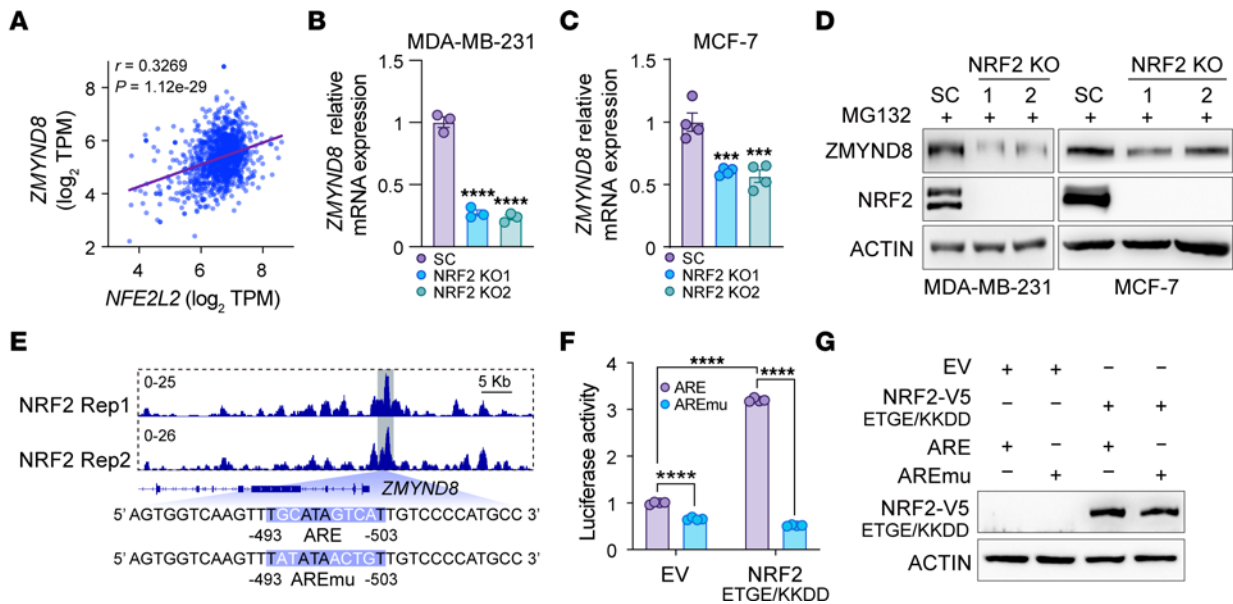 A
r = 0.3269
P = 1.12e-29
8
6
4
2
ZMYND8
(log2 TPM)
4 6 8
NFE2L2 (log2 TPM)
B
MDA-MB-231
ZMYND8 relative
mRNA expression
1.5
1
0.5
0
**** ****
SC
NRF2 KO1
NRF2 KO2
C
MCF-7
ZMYND8 relative
mRNA expression
1.5
1
0.5
0
*** ***
SC
NRF2 KO1
NRF2 KO2
D
NRF2 KO NRF2 KO
SC 1 2 SC 1 2
MG132 + + + + + +
ZMYND8
NRF2
ACTIN
MDA-MB-231 MCF-7
E
0-25
5 Kb
NRF2 Rep1
0-26
NRF2 Rep2
ZMYND8
5' AGTGGTCAAGTTTGCATAGTCATTGTCCCCATGCC 3'
-493 ARE -503
5' AGTGGTCAAGTTTATATAACTGTTGTCCCCATGCC 3'
-493 AREmu -503
F
Luciferase activity
4
3
2
1
0
ARE
AREmu
****
****
****
EV NRF2
ETGE/KKDD
G
EV + + − −
NRF2-V5
ETGE/KKDD − − + +
ARE + − + −
AREmu − + − +
NRF2-V5
ETGE/KKDD
ACTIN